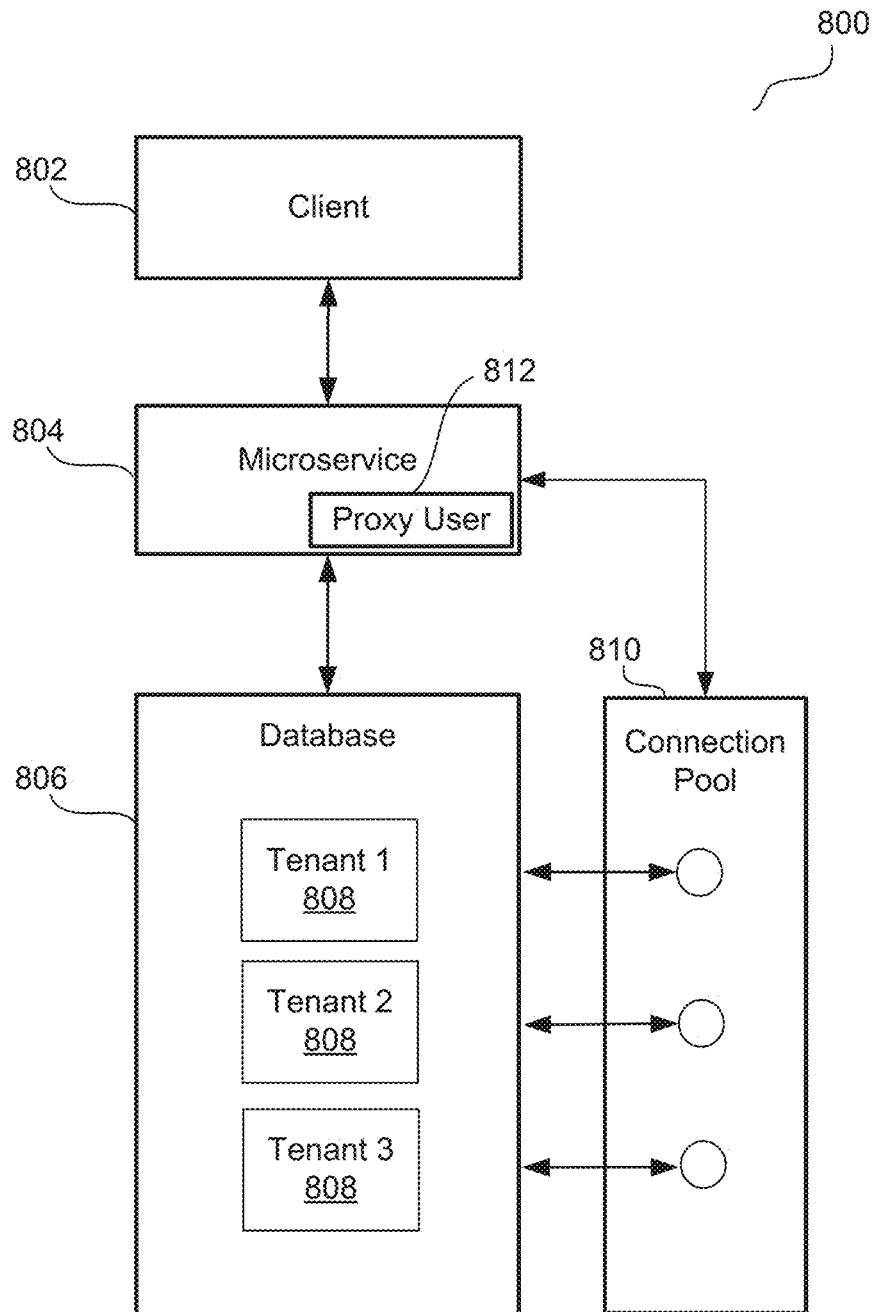 800
802
Client
812
804
Microservice
Proxy User
810
Database
Connection
Pool
806
Tenant 1
808
Tenant 2
808
Tenant 3
808